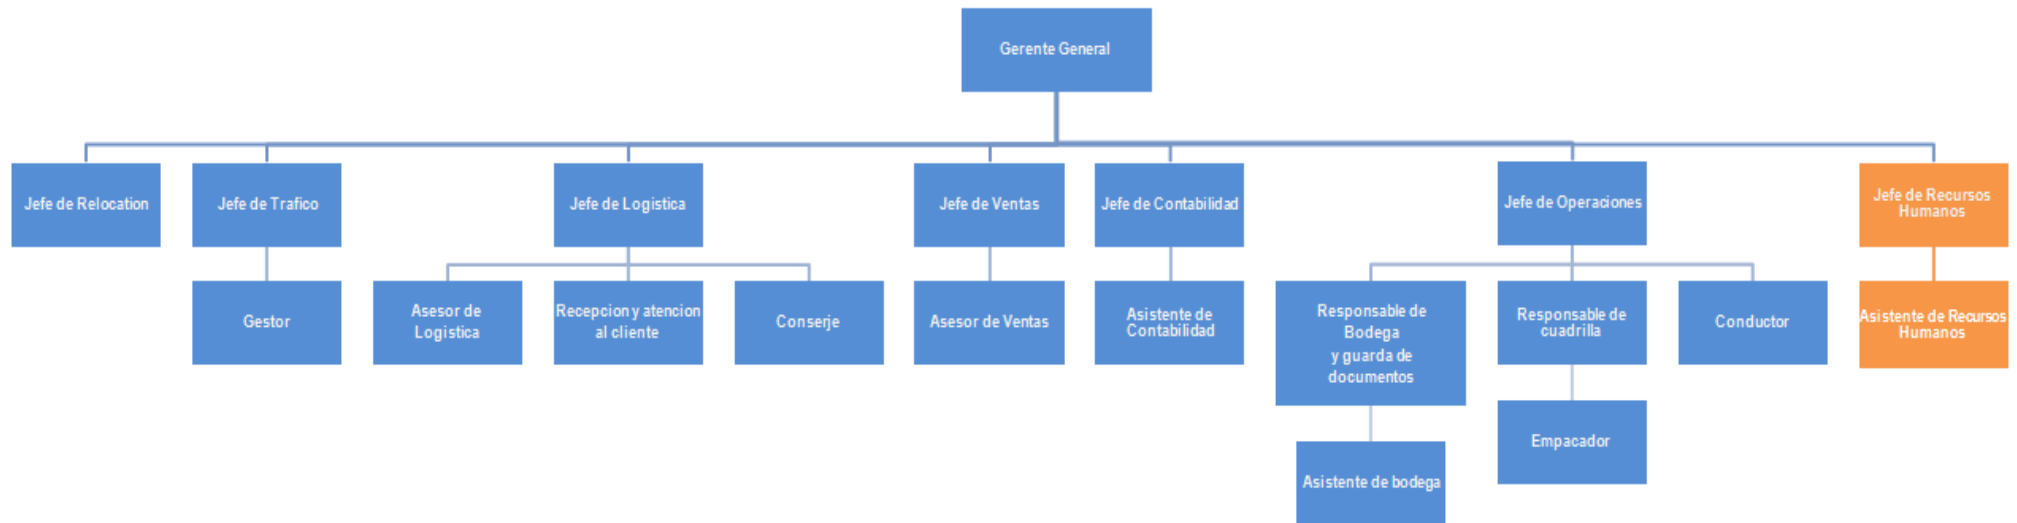 Gerente General
Jefe de Relocation
Jefe de Trafico
Jefe de Logistica
Jefe de Ventas
Jefe de Contabilidad
Jefe de Operaciones
Jefe de Recursos
Humanos
Gestor
Asesor de
Logistica
Recepcion y atencion
al cliente
Conserje
Asesor de Ventas
Asistente de
Contabilidad
Responsable de
Bodega
y guarda de
documentos
Responsable de
cuadrilla
Conductor
Asistente de Recursos
Humanos
Empacador
Asistente de bodega